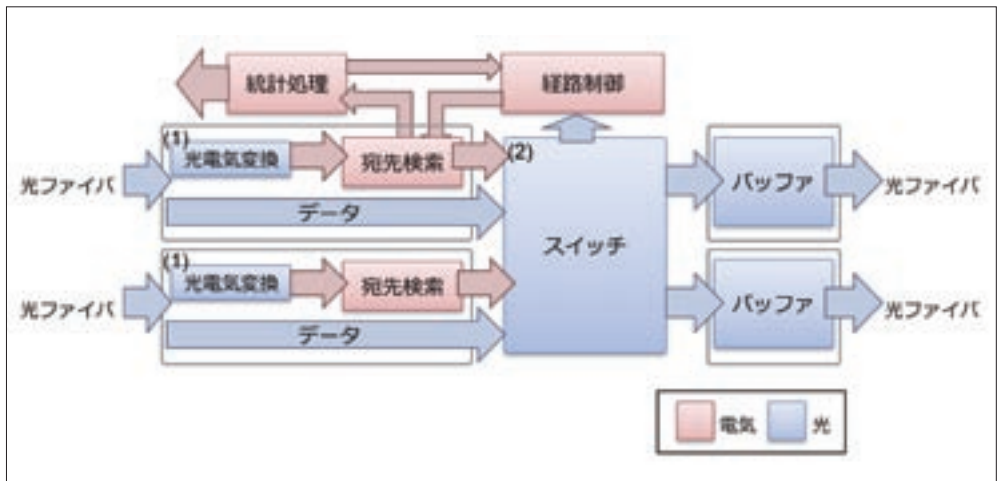 統計処理
経路制御
(1)
光電気変換
宛先検索
(2)
光ファイバ
データ
スイッチ
バッファ
光ファイバ
(1)
光電気変換
宛先検索
光ファイバ
データ
バッファ
光ファイバ
電気
光